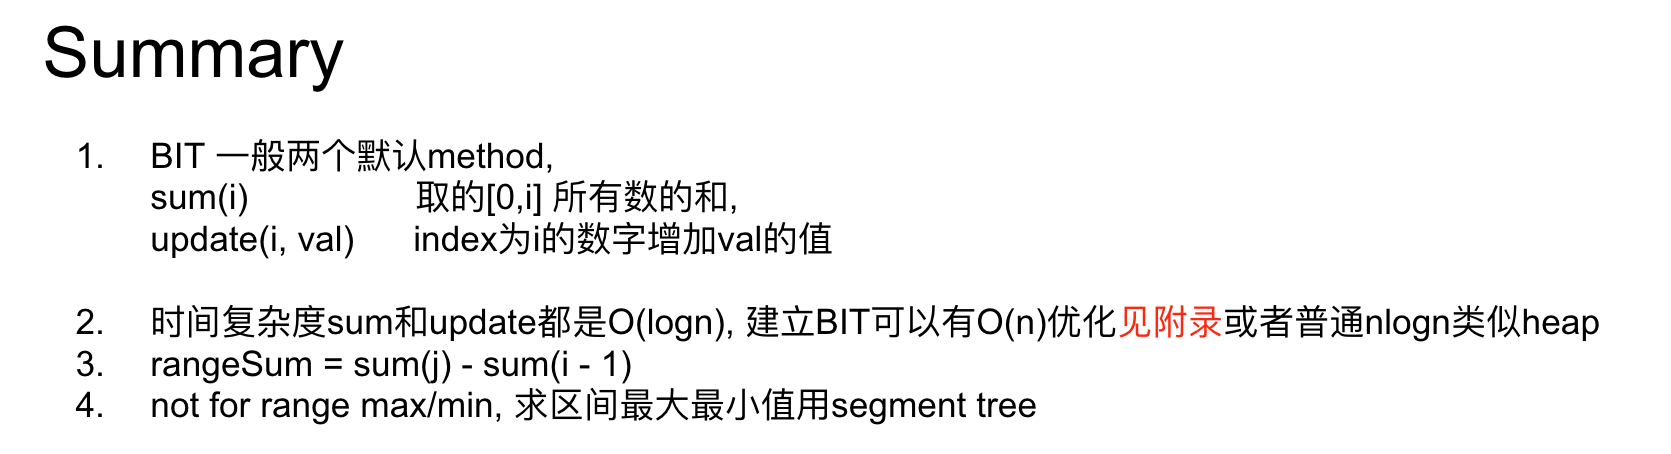 Summary
1. BIT 一般两个默认method,
sum(i) 取的[0,i] 所有数的和,
update(i, val) index为i的数字增加val的值
2. 时间复杂度sum和update都是O(logn), 建立BIT可以有O(n)优化见附录或者普通nlogn类似heap
3. rangeSum = sum(j) - sum(i - 1)
4. not for range max/min, 求区间最大最小值用segment tree